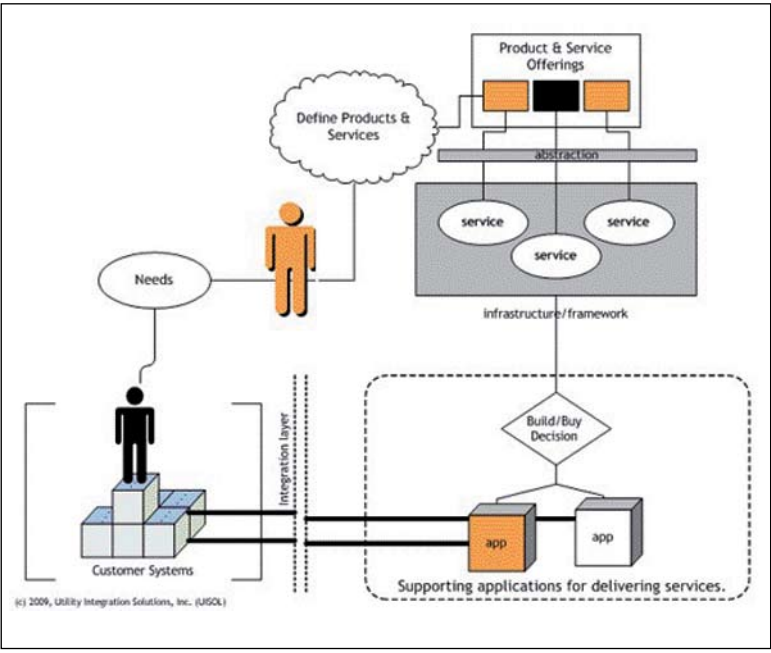 Product & Service
Offerings
Define Products &
Services
abstraction
service
service
service
Needs
infrastructure/framework
Integration layer
Build/Buy
Decision
app
app
Customer Systems
Supporting applications for delivering services.
(c) 2009, Utility Integration Solutions, Inc. (UISOL)